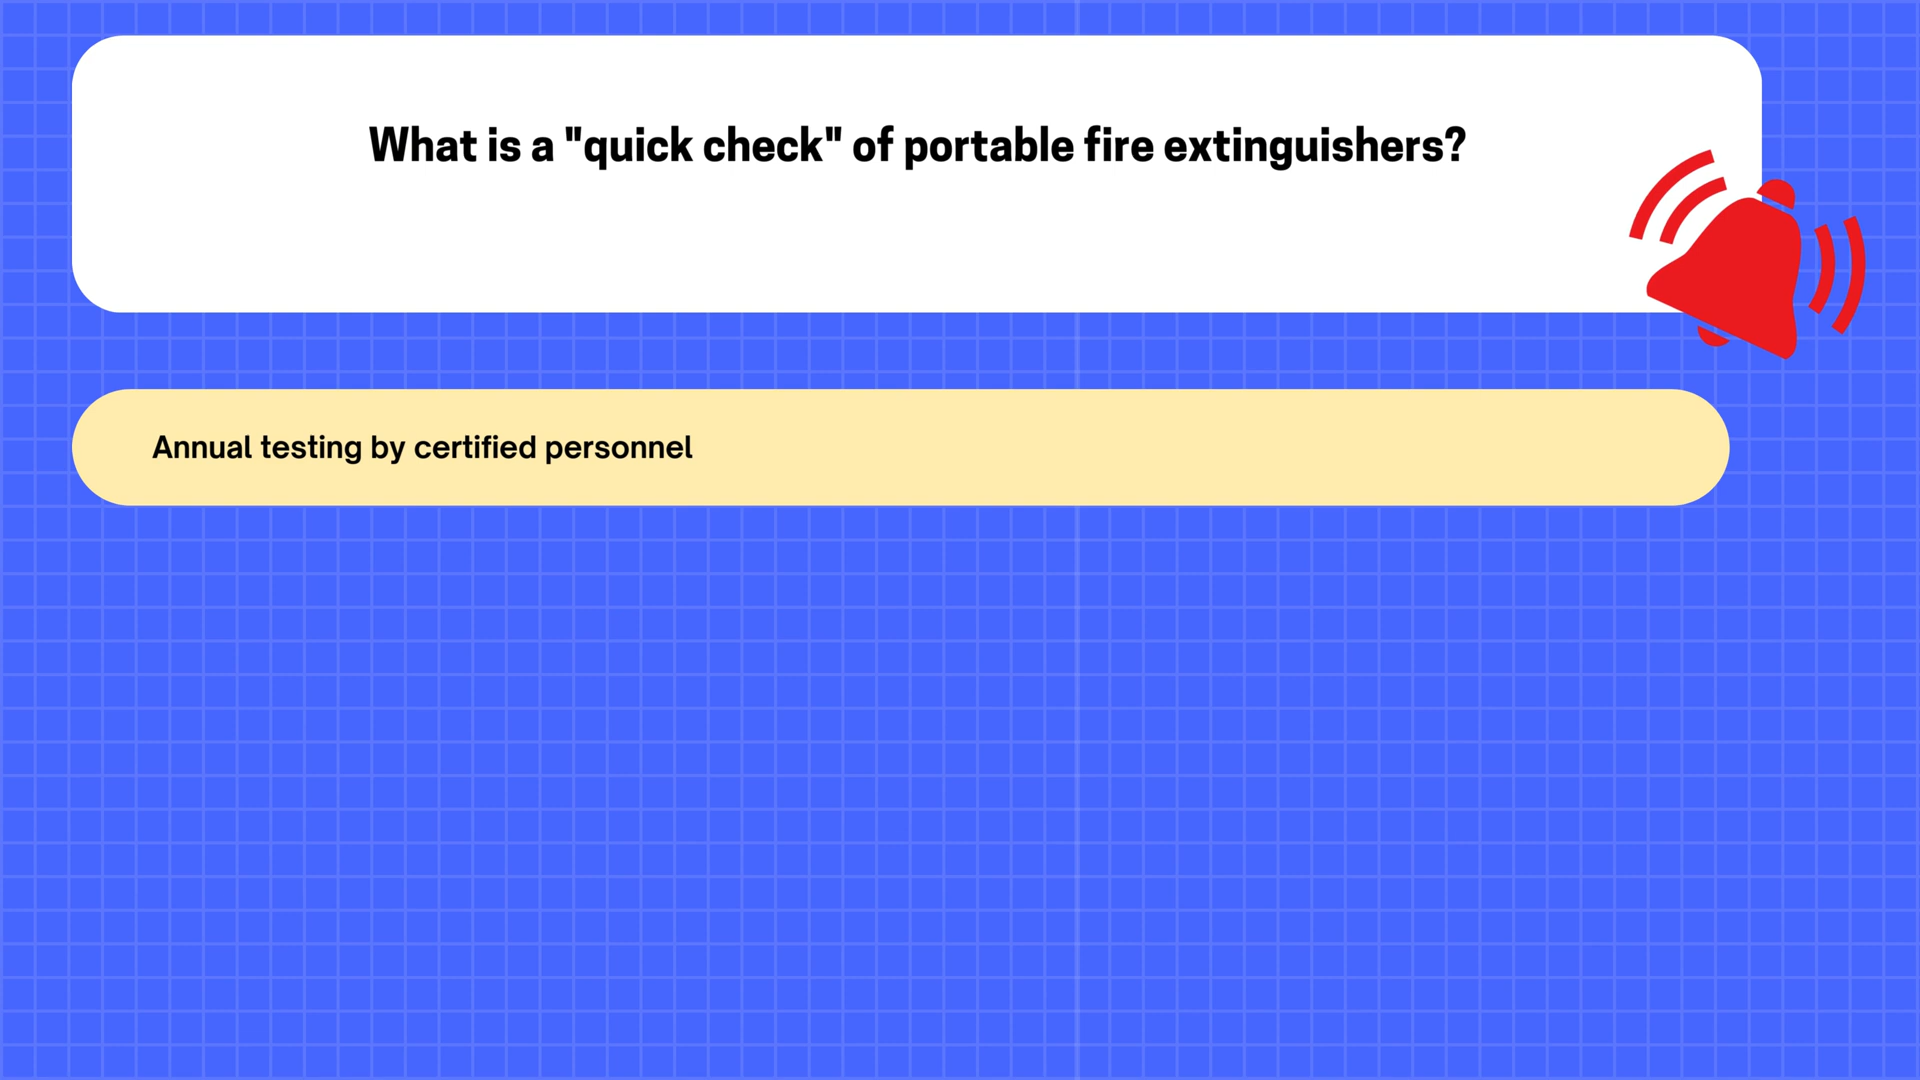 What is a "quick check" of portable fire extinguishers?
Annual testing by certified personnel